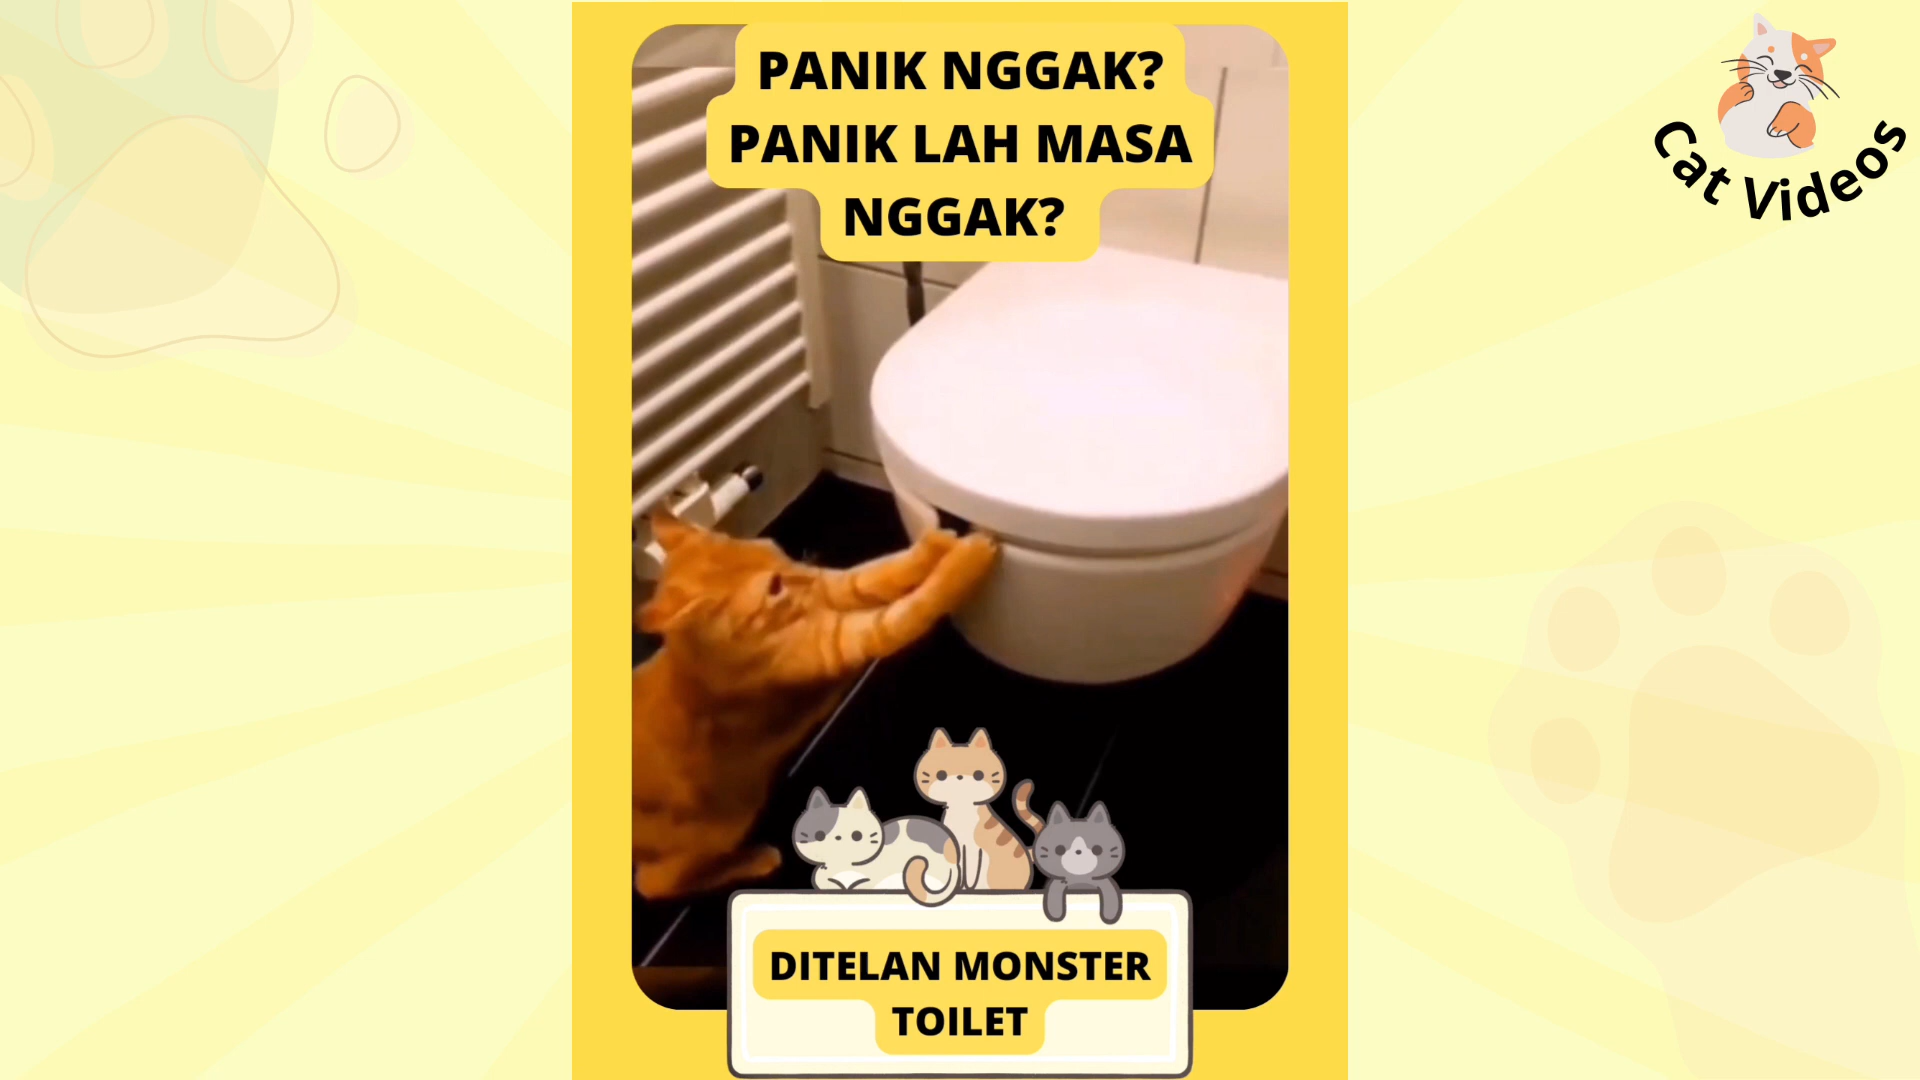 PANIK NGGAK?
PANIK LAH MASA
NGGAK?
Cat Videos
DITELAN MONSTER
TOILET